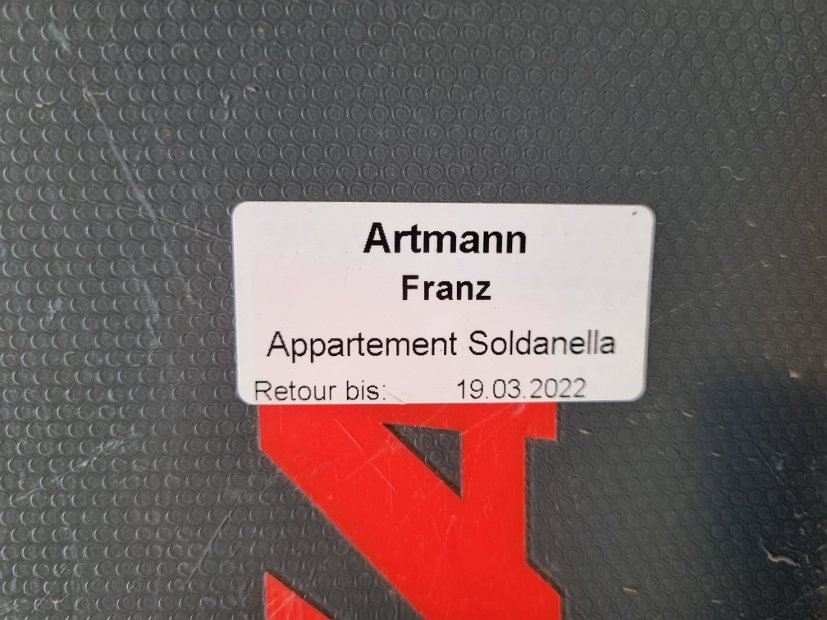 Artmann
Franz
Appartement Soldanella
Retour bis: 19.03.2022